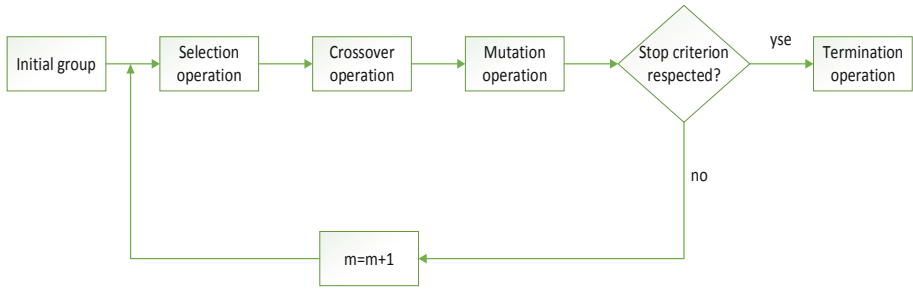 Initial group
Selection
operation
Crossover
operation
Mutation
operation
Stop criterion
respected?
yse
Termination
operation
no
m=m+1